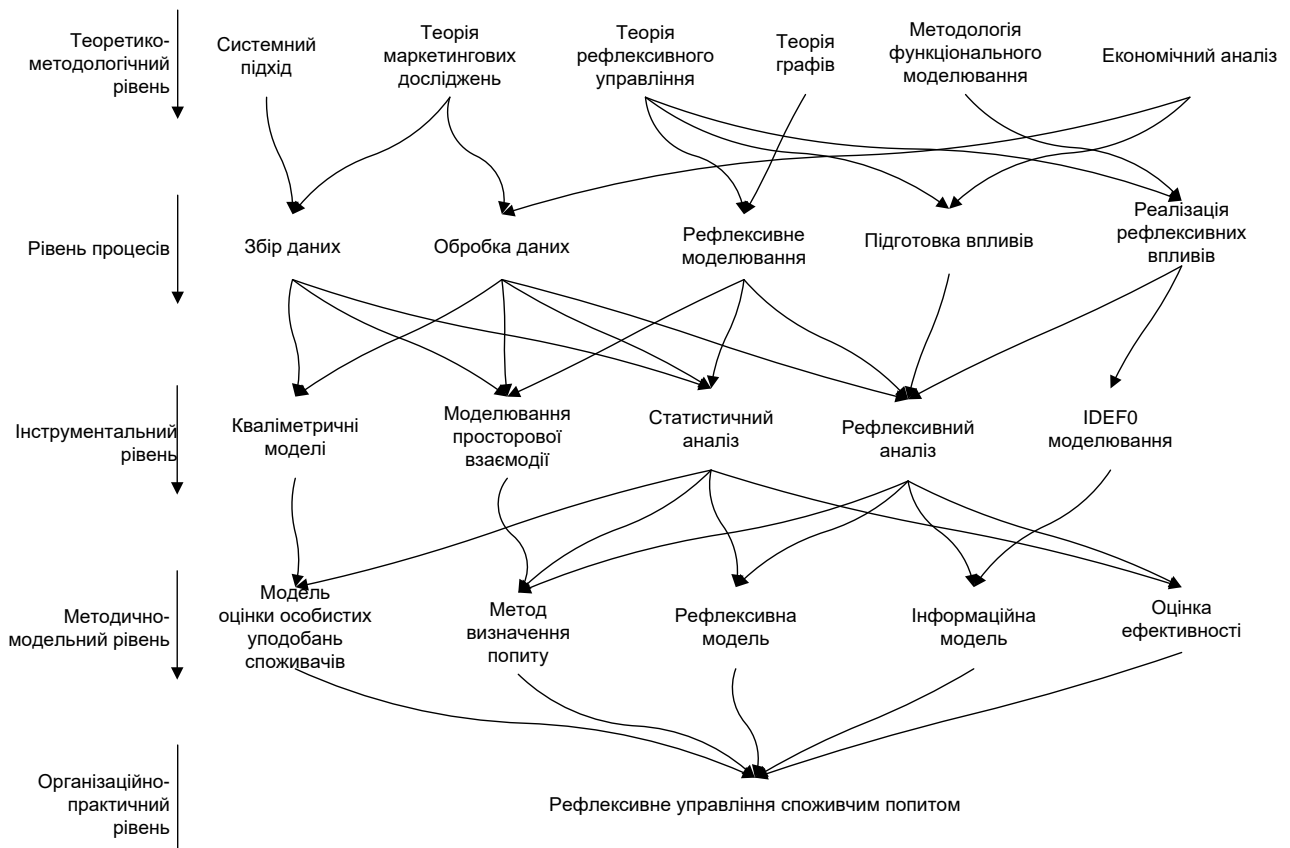 Теоретико-
методологічний
рівень
Системний
підхід
Теорія
маркетингових
досліджень
Теорія
рефлексивного
управління
Теорія
графів
Методологія
функціонального
моделювання
Економічний аналіз
Рівень процесів
Збір даних
Обробка даних
Рефлексивне
моделювання
Підготовка впливів
Реалізація
рефлексивних
впливів
Інструментальний
рівень
Кваліметричні
моделі
Моделювання
просторової
взаємодії
Статистичний
аналіз
Рефлексивний
аналіз
IDEF0
моделювання
Методично-
модельний рівень
Модель
оцінки особистих
уподобань
споживачів
Метод
визначення
попиту
Рефлексивна
модель
Інформаційна
модель
Оцінка
ефективності
Організаційно-
практичний
рівень
Рефлексивне управління споживчим попитом